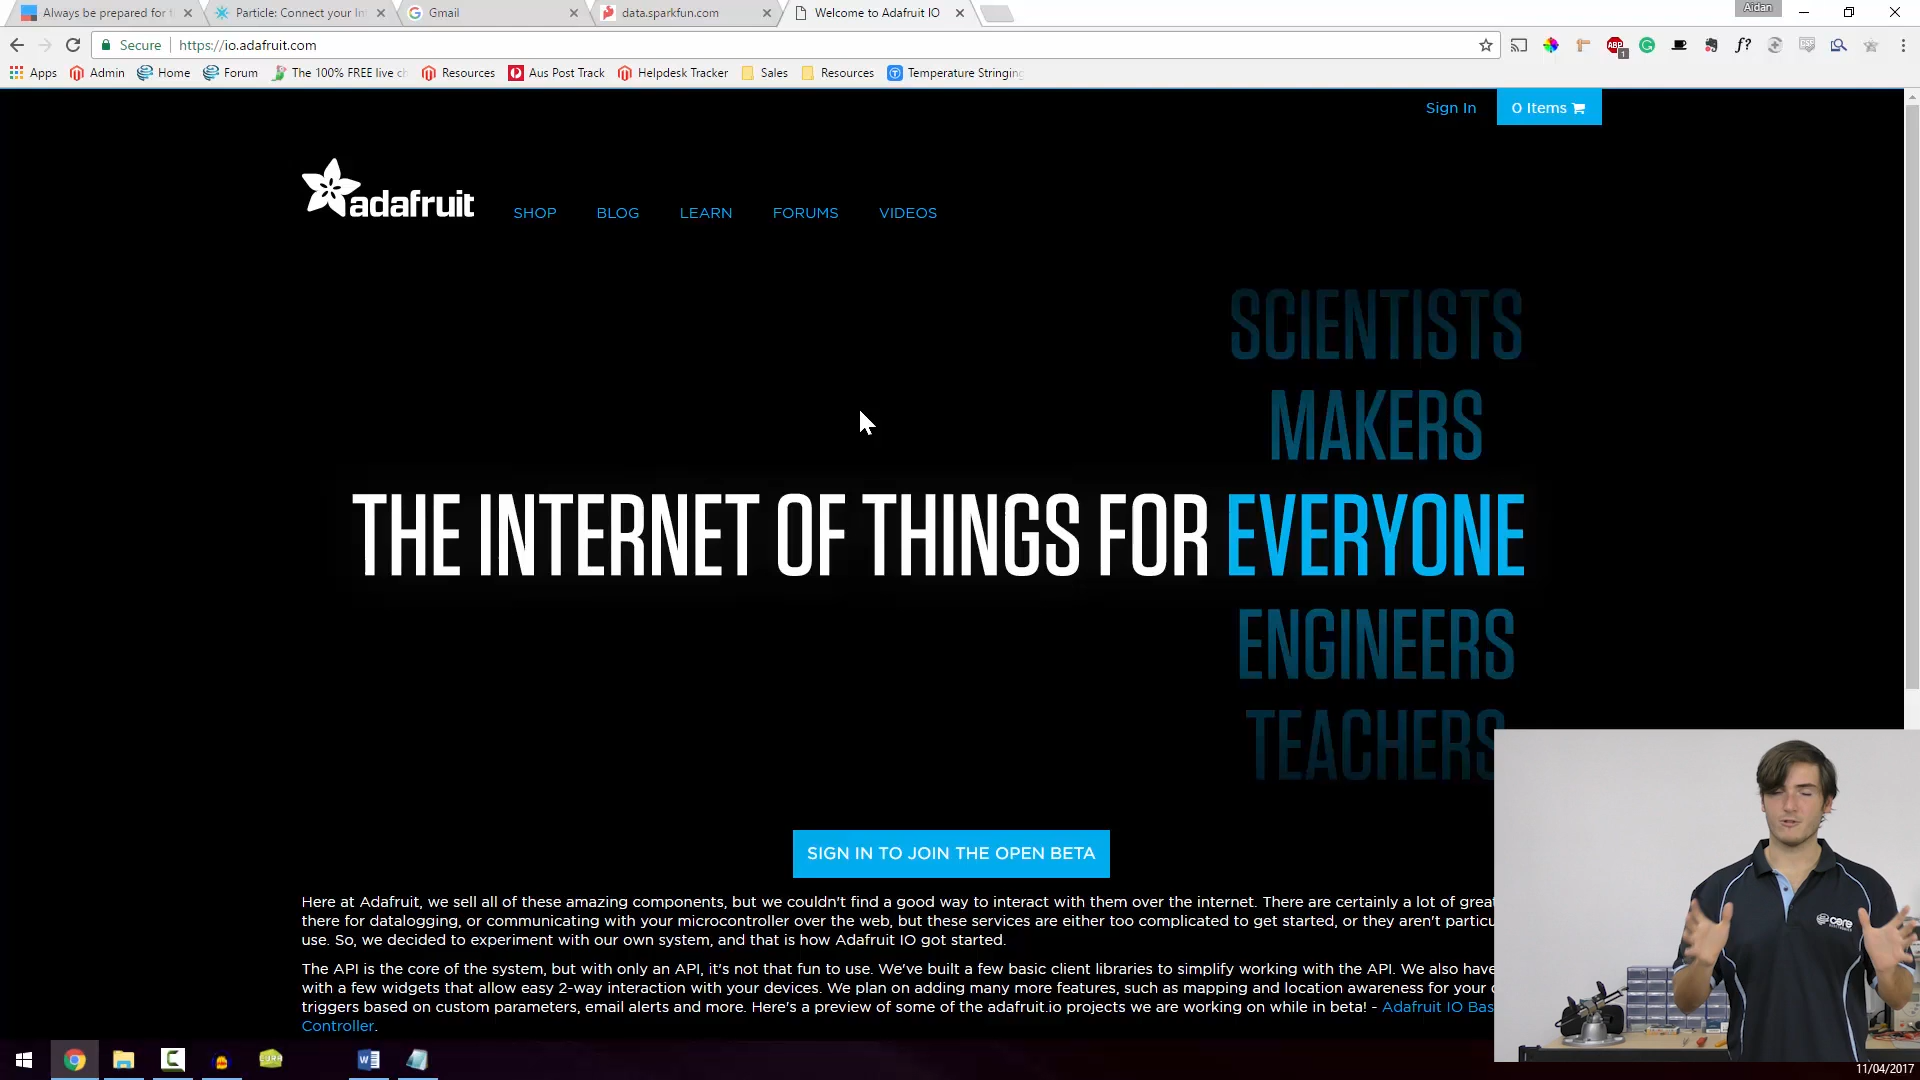 Always be prepared for
Particle: Connect your In
Gmail
data.sparkfun.com
Welcome to Adafruit IO
Aidan
Secure
https://io.adafruit.com
Apps
Admin
Home
Forum
The 100% FREE live c
Resources
Aus Post Track
Helpdesk Tracker
Sales
Resources
Temperature Stringing
Sign In
0 Items
adafruit
SHOP
BLOG
LEARN
FORUMS
VIDEOS
SCIENTISTS
MAKERS
THE INTERNET OF THINGS FOR EVERYONE
ENGINEERS
TEACHERS
SIGN IN TO JOIN THE OPEN BETA
Here at Adafruit, we sell all of these amazing components, but we couldn't find a good way to interact with them over the internet. There are certainly a lot of grea
there for datalogging, or communicating with your microcontroller over the web, but these services are either too complicated to get started, or they aren't particu
use. So, we decided to experiment with our own system, and that is how Adafruit IO got started.
The API is the core of the system, but with only an API, it's not that fun to use. We've built a few basic client libraries to simplify working with the API. We also have
with a few widgets that allow easy 2-way interaction with your devices. We plan on adding many more features, such as mapping and location awareness for your
triggers based on custom parameters, email alerts and more. Here's a preview of some of the adafruit.io projects we are working on while in beta! - Adafruit IO Bas
Controller.
core
11/04/2017